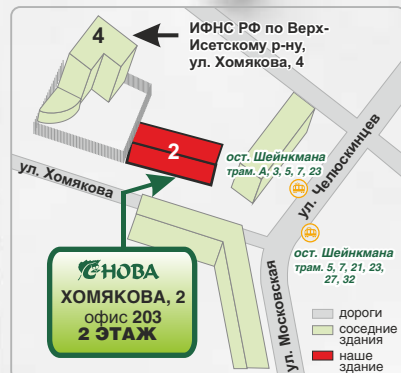 4
ИФНС РФ по Верх-
Исетскому р-ну,
ул. Хомякова, 4
2
ост. Шейнкмана
трам. А, 3, 5, 7, 23
ул. Челюскинцев
ул. Хомякова
ост. Шейнкмана
трам. 5, 7, 21, 23,
27, 32
ул. Московская
СНОВА
ХОМЯКОВА, 2
офис 203
2 ЭТАЖ
дороги
соседние
здания
наше
здание